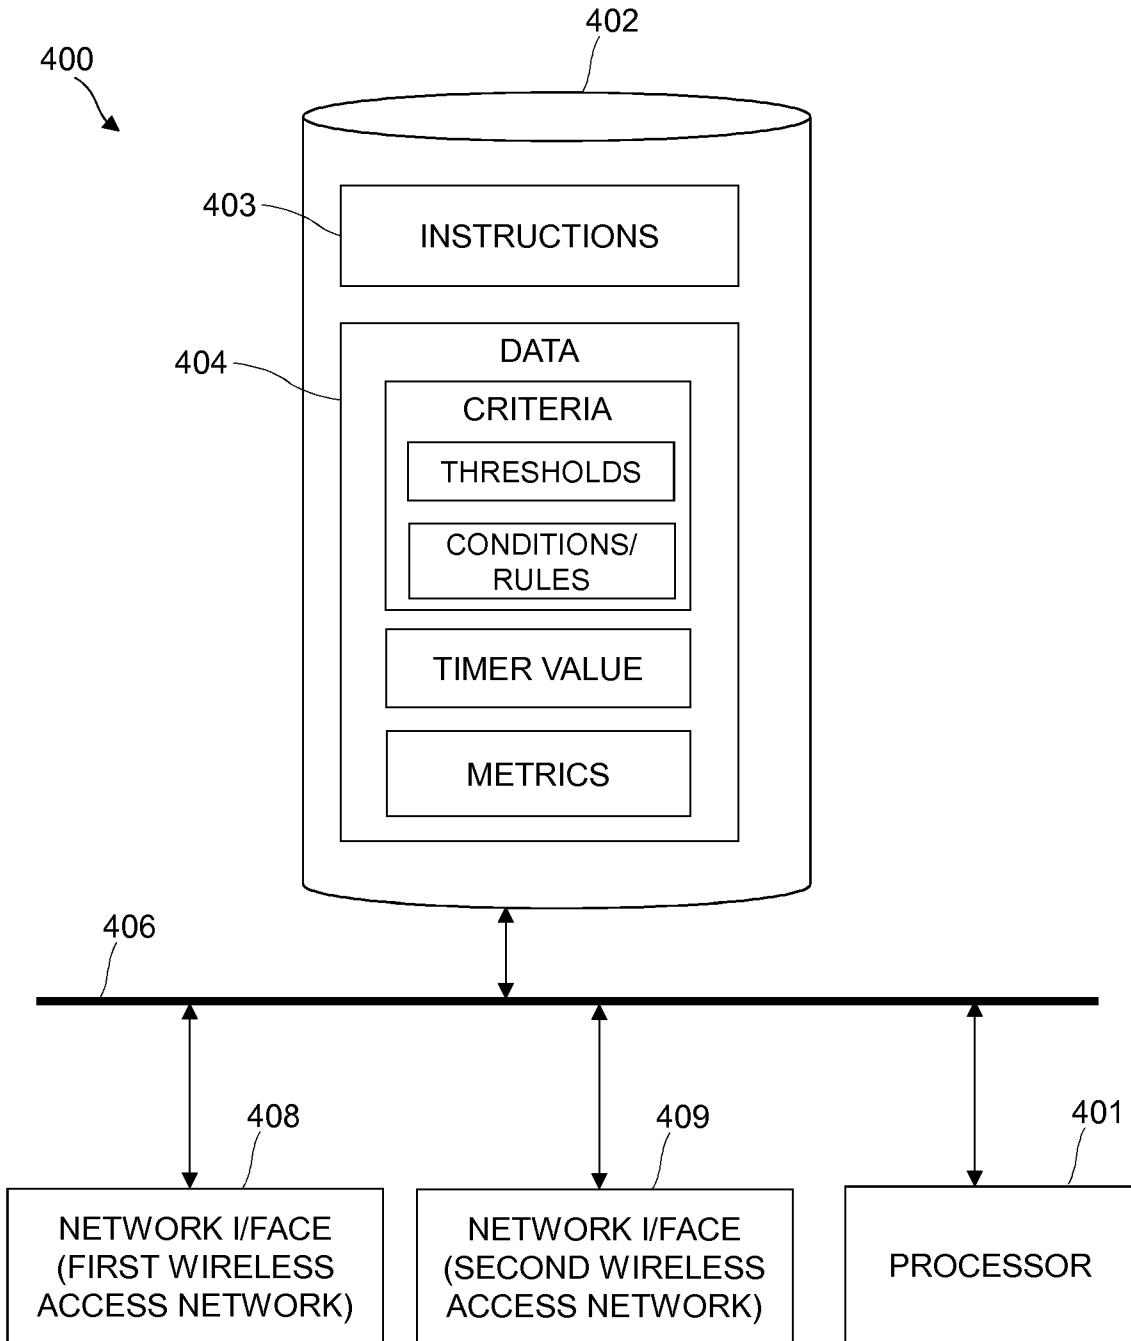 402
400
403
INSTRUCTIONS
404
DATA
CRITERIA
THRESHOLDS
CONDITIONS/
RULES
TIMER VALUE
METRICS
406
408
409
401
NETWORK I/FACE
(FIRST WIRELESS
ACCESS NETWORK)
NETWORK I/FACE
(SECOND WIRELESS
ACCESS NETWORK)
PROCESSOR